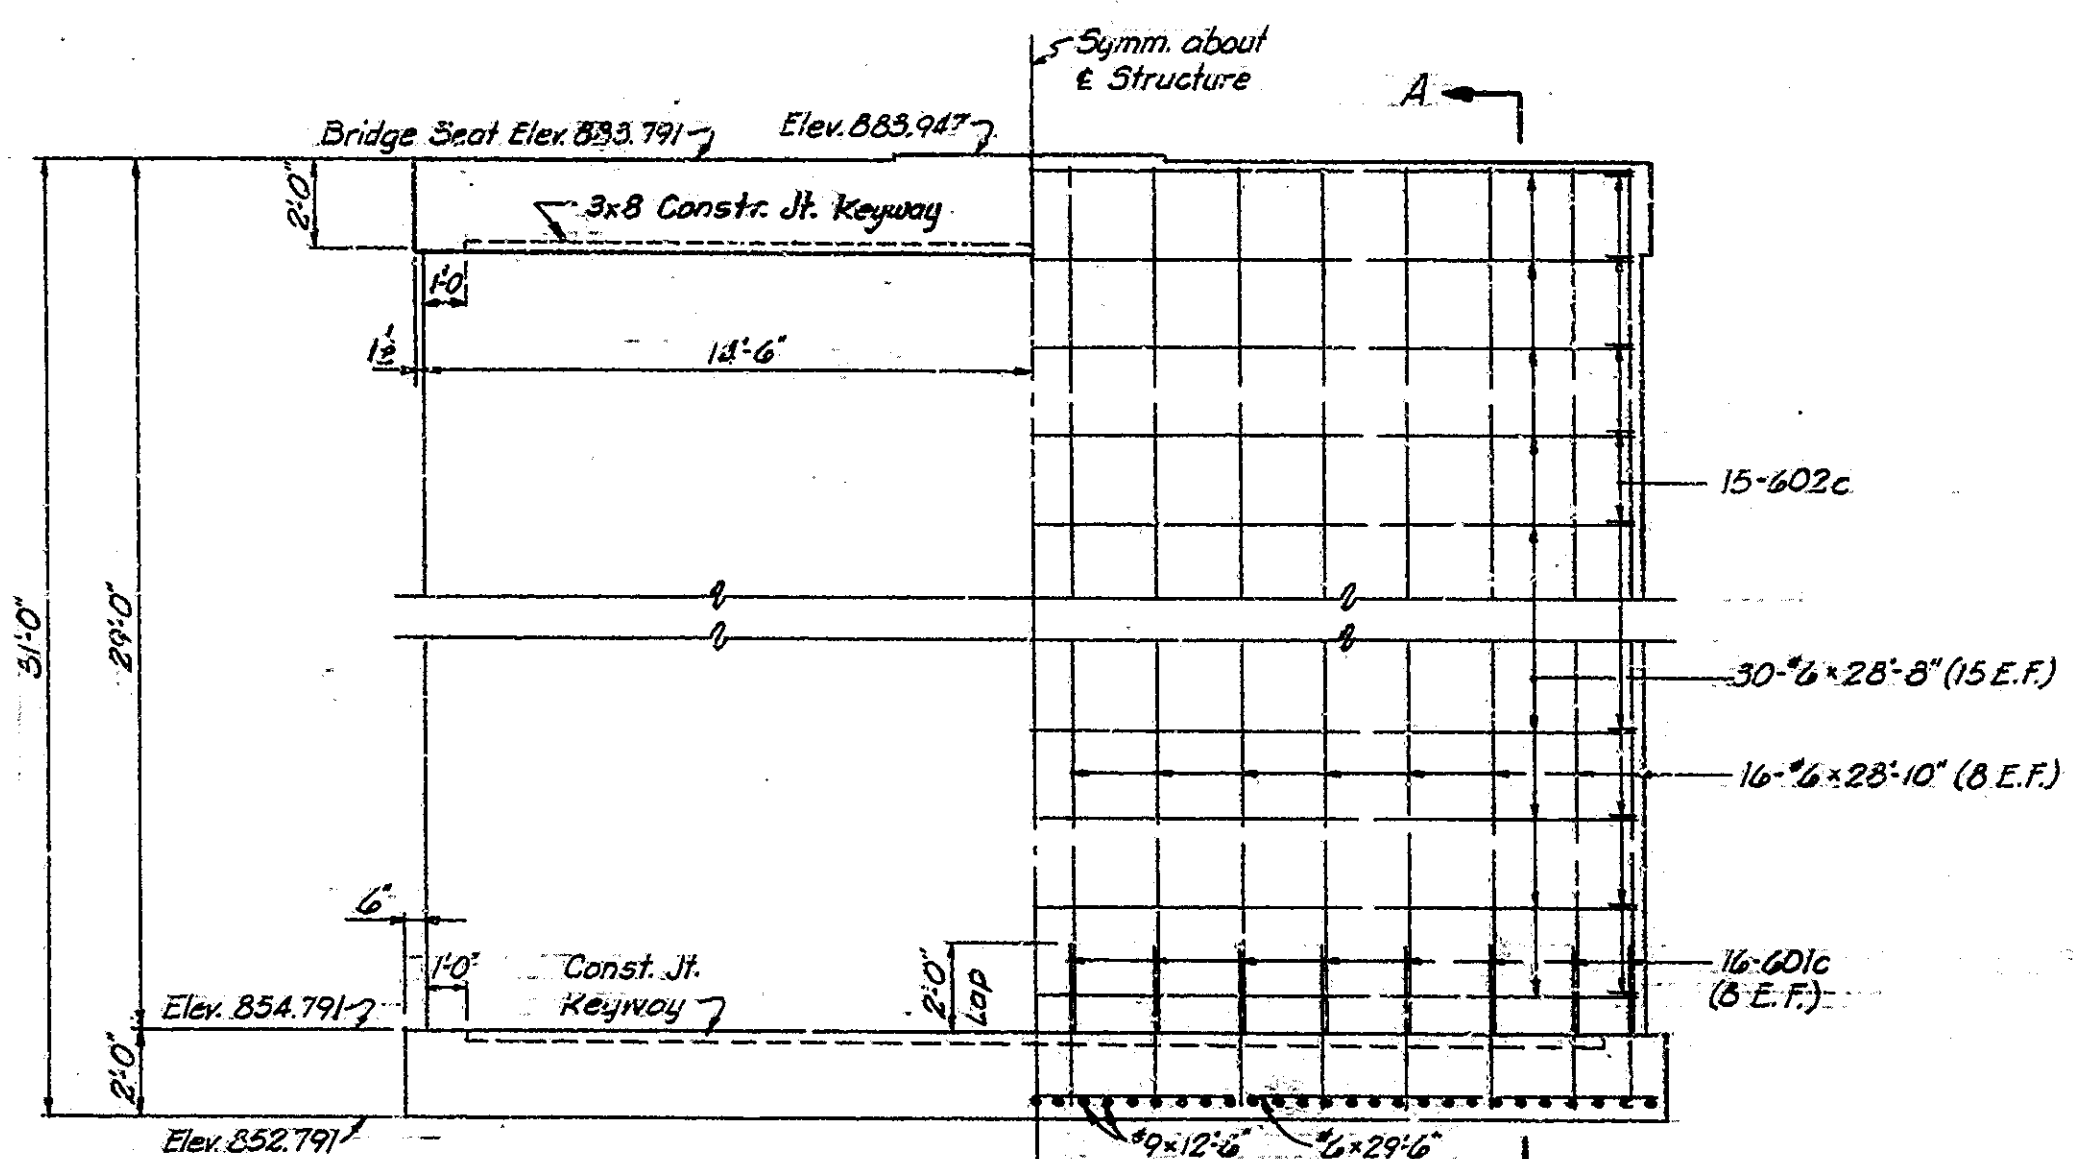 Symm. about
℄ Structure
A
Bridge Seat Elev. 883.791
Elev. 883.947
2'-0"
3x8 Constr. Jt. Keyway
1'-0
1½
14'-6"
15-602c
31'-0"
29'-0"
30-#6×28'-8" (15 E.F.)
16-#6×28'-10" (8 E.F.)
6"
1'-0"
Const. Jt.
Keyway
2'-0"
Lap
16-601c
(8 E.F.)
Elev. 854.791
2'-0"
Elev. 852.791
#9×12'-6"
#6×29'-6"